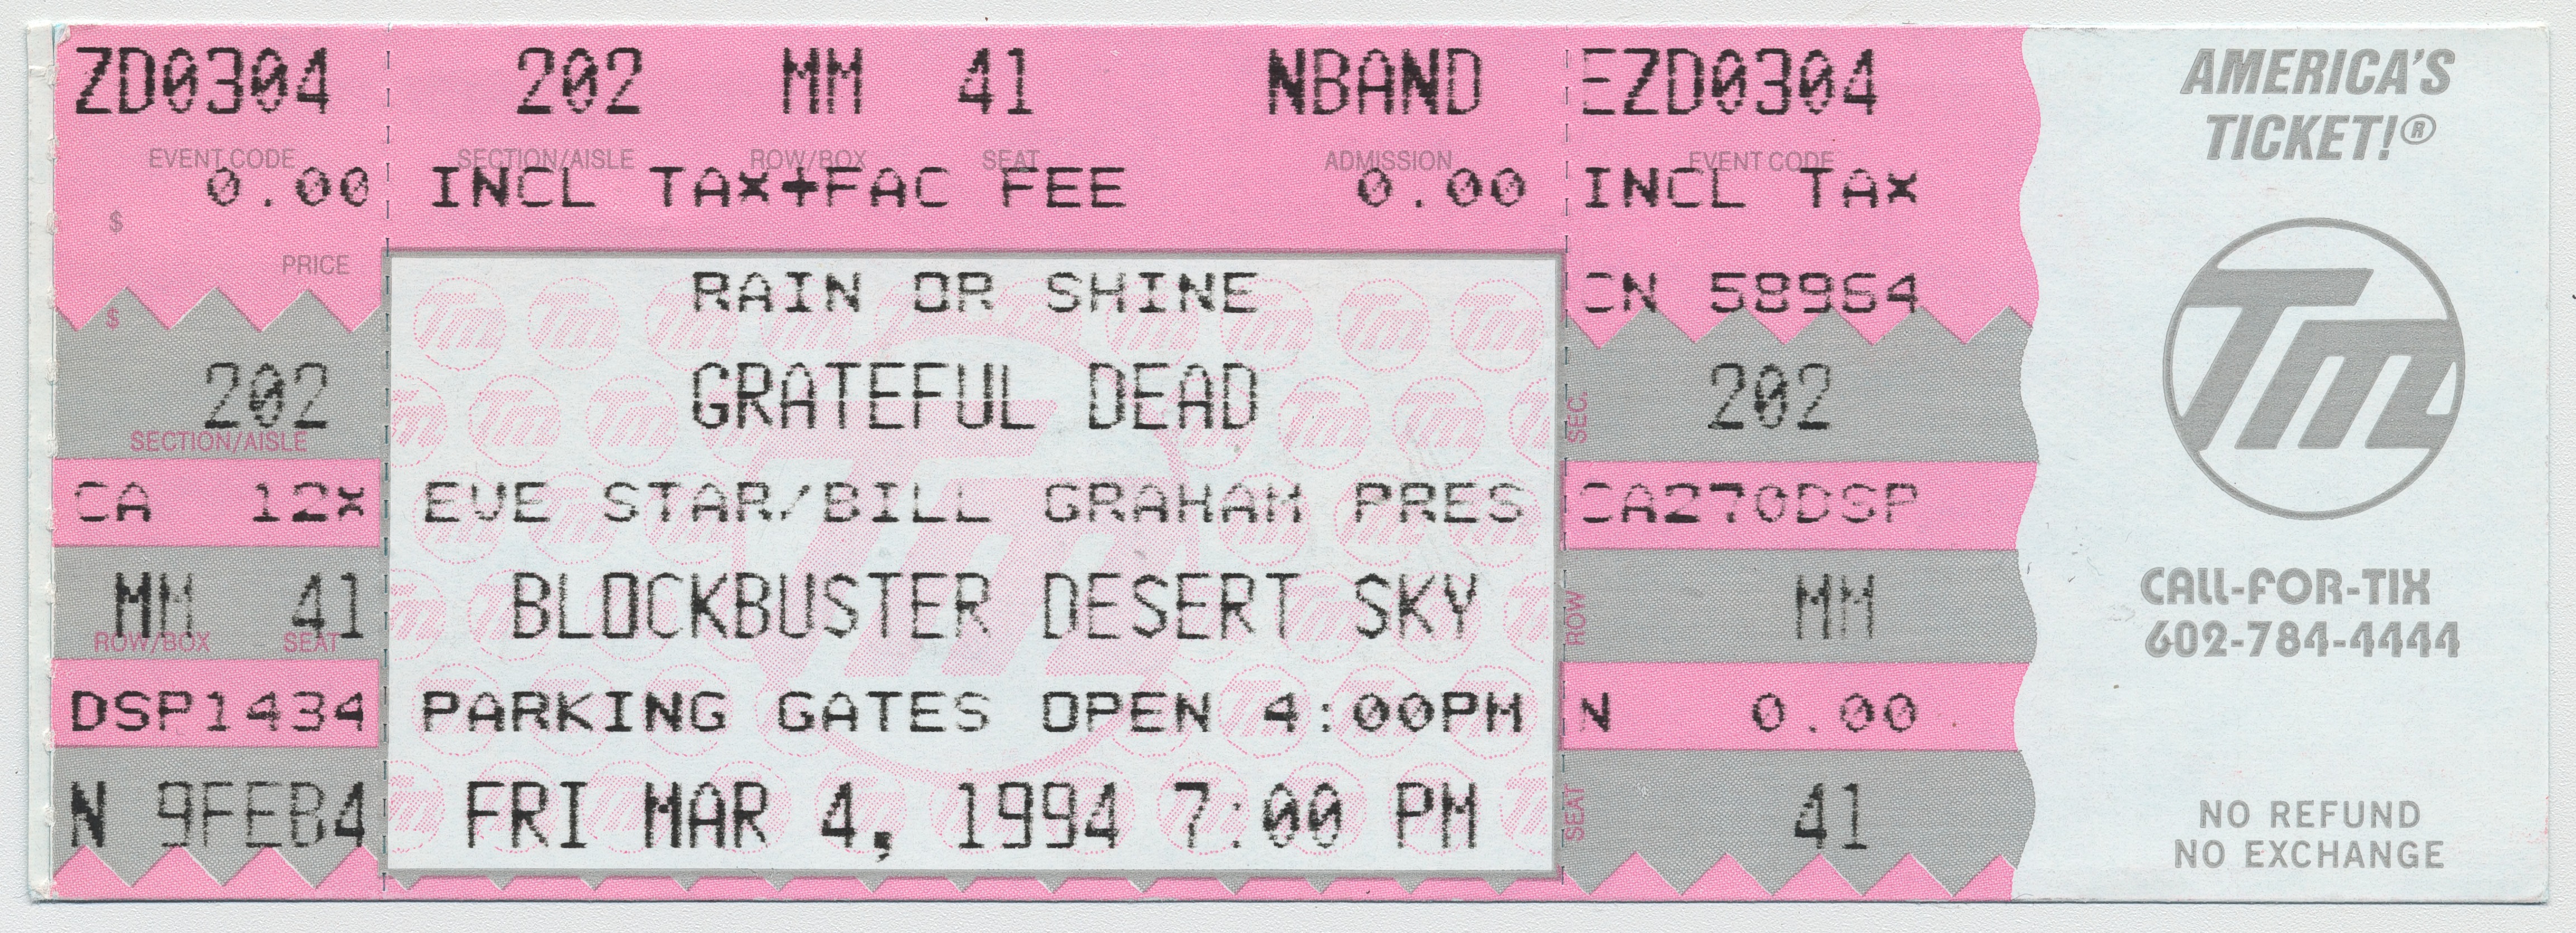 ZD0304 202 MM 41 NBAND EZD0304
EVENT CODE SECTION/AISLE ROW/BOX SEAT ADMISSION EVENT CODE
0.00 INCL TAX+FAC FEE 0.00 INCL TAX
$
PRICE
$
202
SECTION/AISLE
CA 12x
MM 41
ROW/BOX SEAT
DSP1434
N 9FEB4
RAIN OR SHINE
GRATEFUL DEAD
EVE STAR/BILL GRAHAM PRES
BLOCKBUSTER DESERT SKY
PARKING GATES OPEN 4:00PM
FRI MAR 4, 1994 7:00 PM
CN 58964
SEC. 202
CA270DSP
ROW MM
N 0.00
SEAT 41
AMERICA'S
TICKET!®
Tm
CALL-FOR-TIX
602-784-4444
NO REFUND
NO EXCHANGE